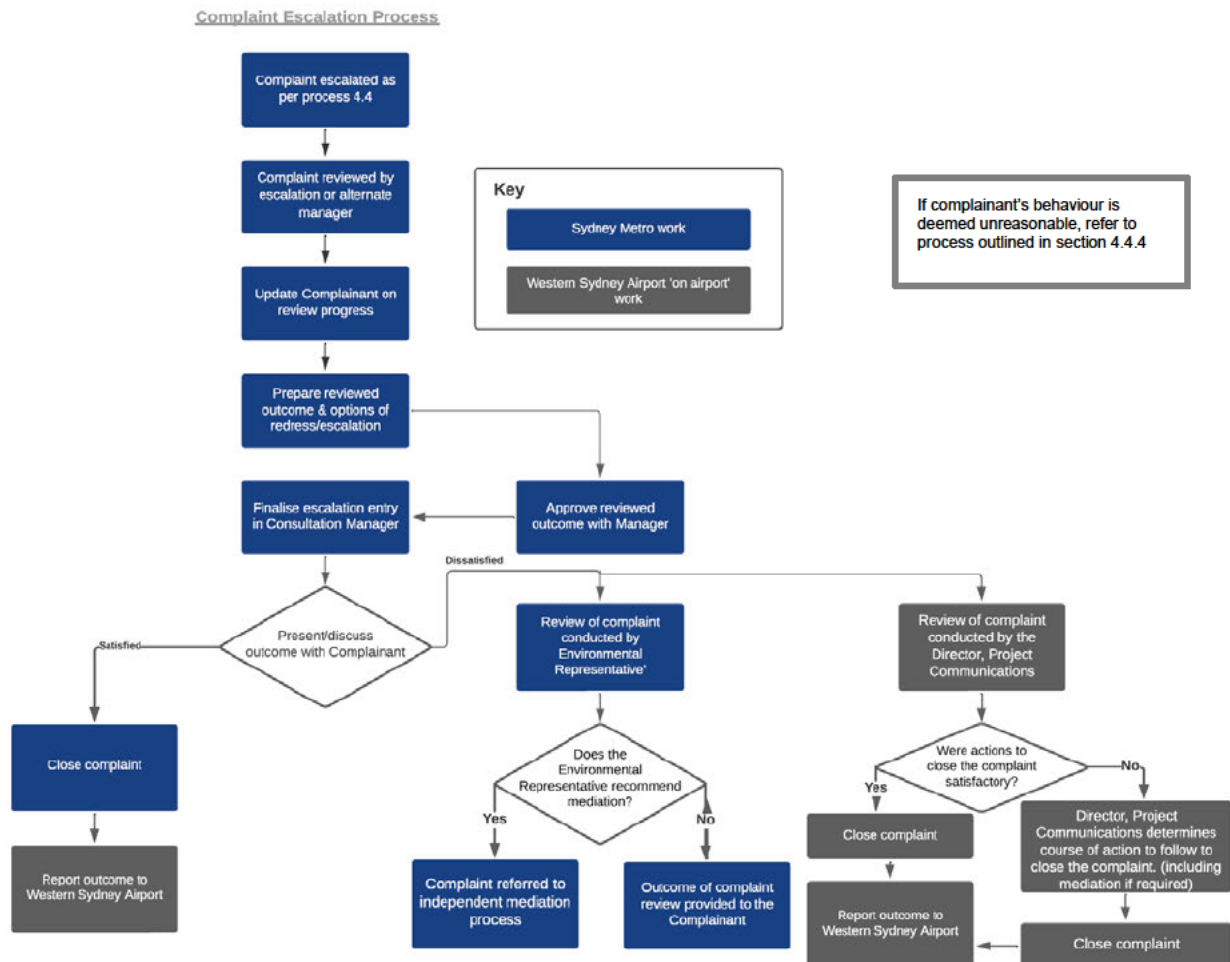 Complaint Escalation Process
Complaint escalated as
per process 4.4
Complaint reviewed by
escalation or alternate
manager
Update Complainant on
review progress
Prepare reviewed
outcome & options of
redress/escalation
Key
Sydney Metro work
Western Sydney Airport 'on airport'
work
If complainant's behaviour is
deemed unreasonable, refer to
process outlined in section 4.4.4
Finalise escalation entry
in Consultation Manager
Approve reviewed
outcome with Manager
Dissatisfied
Satisfied
Present/discuss
outcome with Complainant
Close complaint
Report outcome to
Western Sydney Airport
Review of complaint
conducted by
Environmental
Representative'
Does the
Environmental
Representative recommend
mediation?
Yes
No
Complaint referred to
independent mediation
process
Outcome of complaint
review provided to the
Complainant
Review of complaint
conducted by the
Director, Project
Communications
Were actions to
close the complaint
satisfactory?
Yes
No
Close complaint
Report outcome to
Western Sydney Airport
Director, Project
Communications determines
course of action to follow to
close the complaint. (including
mediation if required)
Close complaint